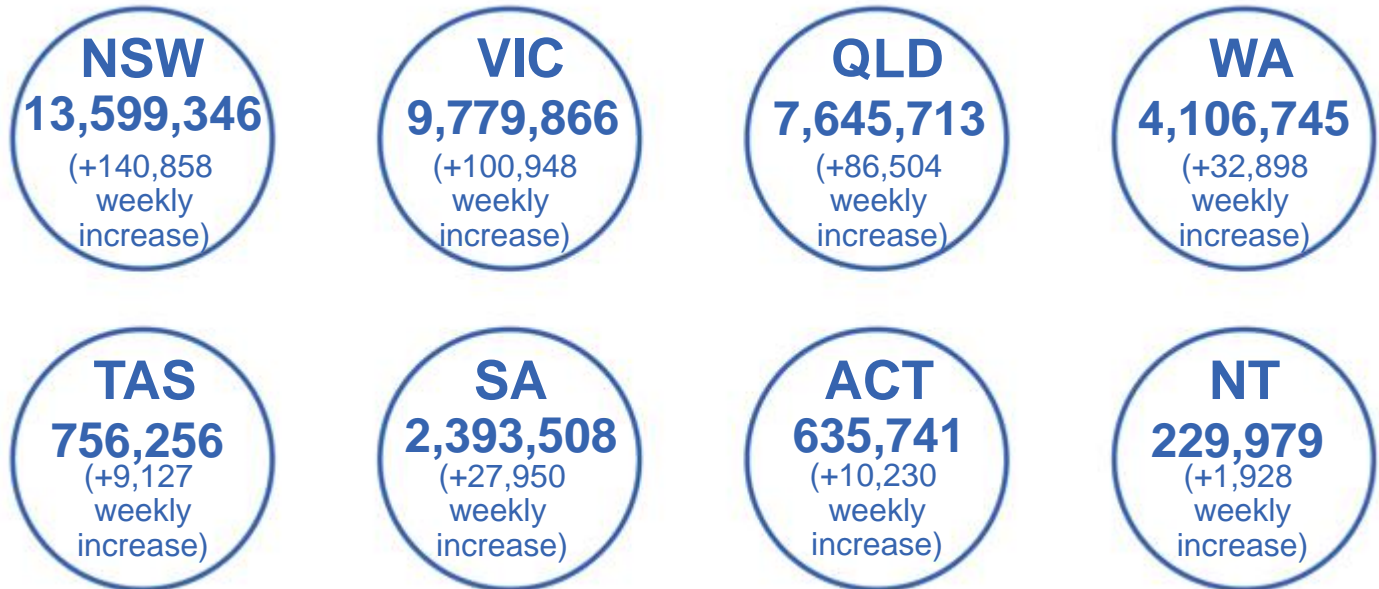 NSW
13,599,346
(+140,858
weekly
increase)
VIC
9,779,866
(+100,948
weekly
increase)
QLD
7,645,713
(+86,504
weekly
increase)
WA
4,106,745
(+32,898
weekly
increase)
TAS
756,256
(+9,127
weekly
increase)
SA
2,393,508
(+27,950
weekly
increase)
ACT
635,741
(+10,230
weekly
increase)
NT
229,979
(+1,928
weekly
increase)